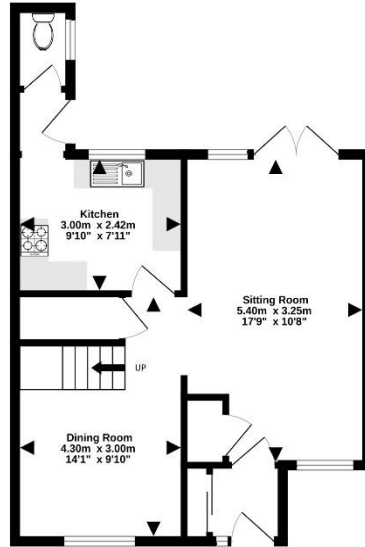 Kitchen
3.00m x 2.42m
9'10" x 7'11"
Sitting Room
5.40m x 3.25m
17'9" x 10'8"
UP
Dining Room
4.30m x 3.00m
14'1" x 9'10"